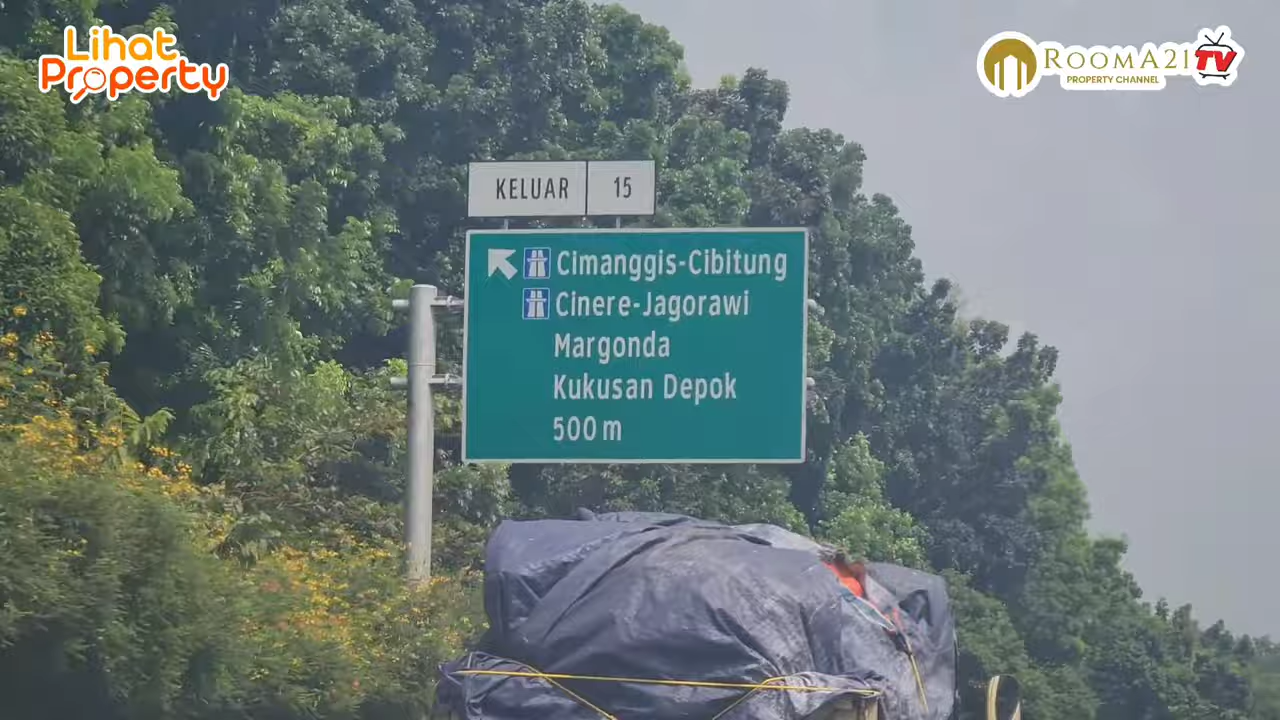 Lihat
Property
ROOMA21 TV
PROPERTY CHANNEL
KELUAR 15
Cimanggis-Cibitung
Cinere-Jagorawi
Margonda
Kukusan Depok
500 m